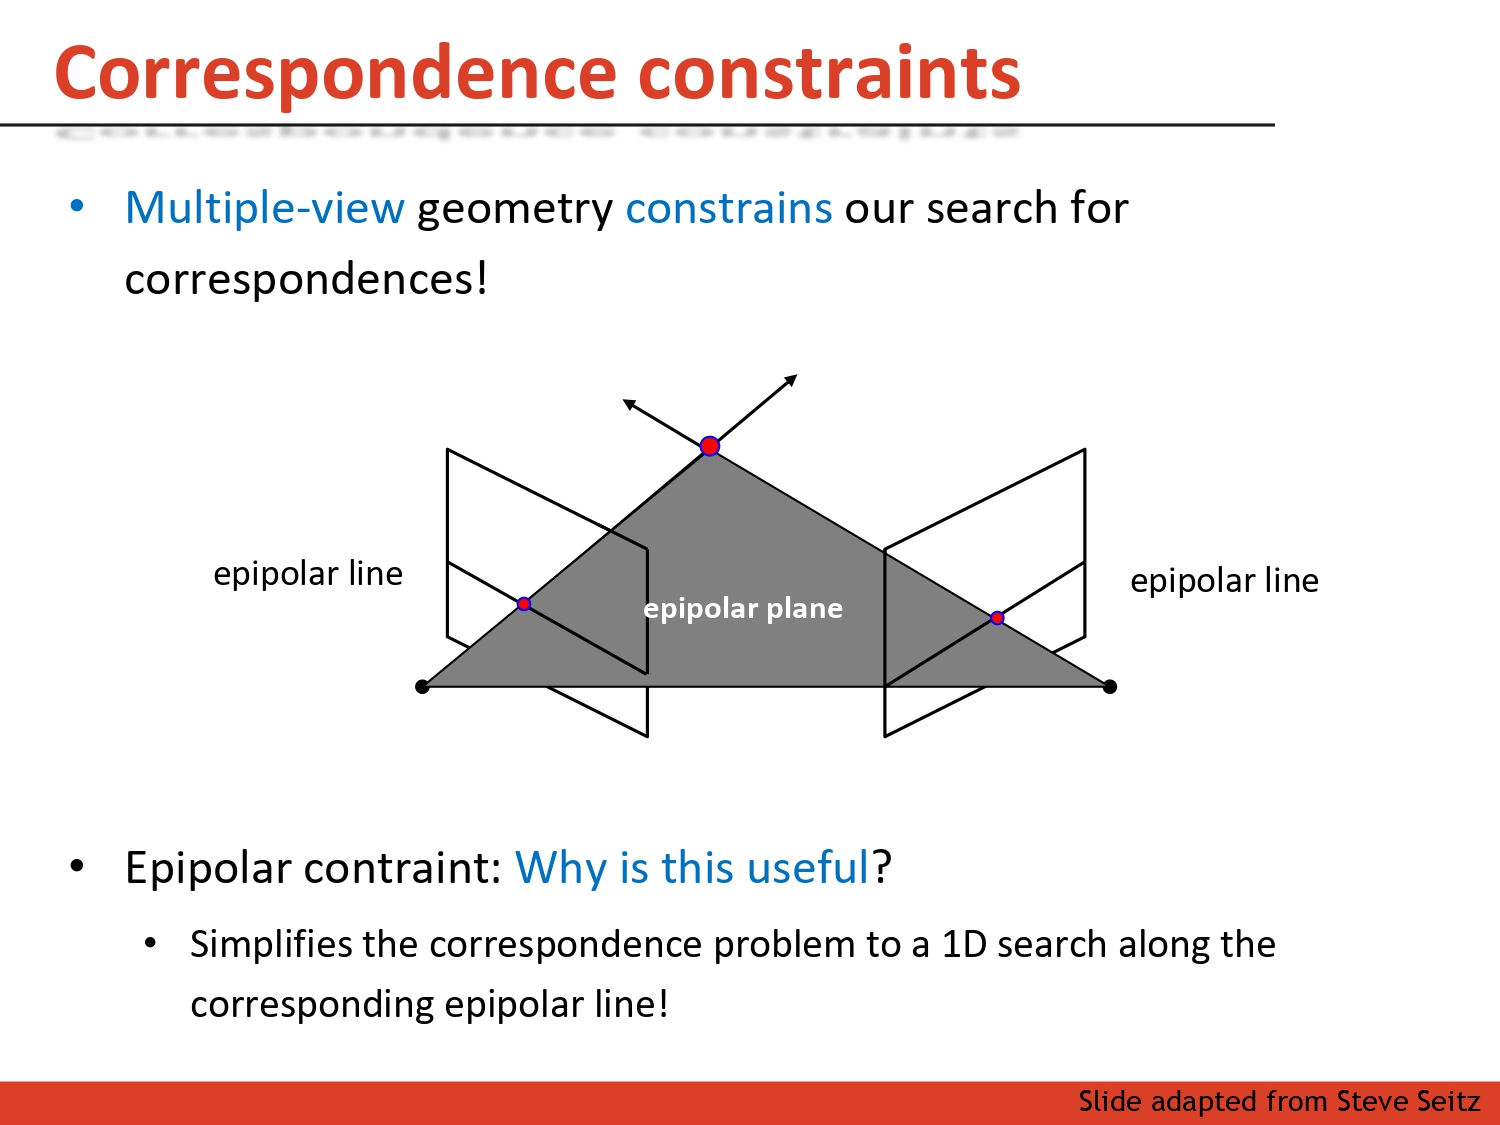 Correspondence constraints
• Multiple-view geometry constrains our search for
correspondences!
epipolar line
epipolar plane
epipolar line
• Epipolar contraint: Why is this useful?
• Simplifies the correspondence problem to a 1D search along the
corresponding epipolar line!
Slide adapted from Steve Seitz